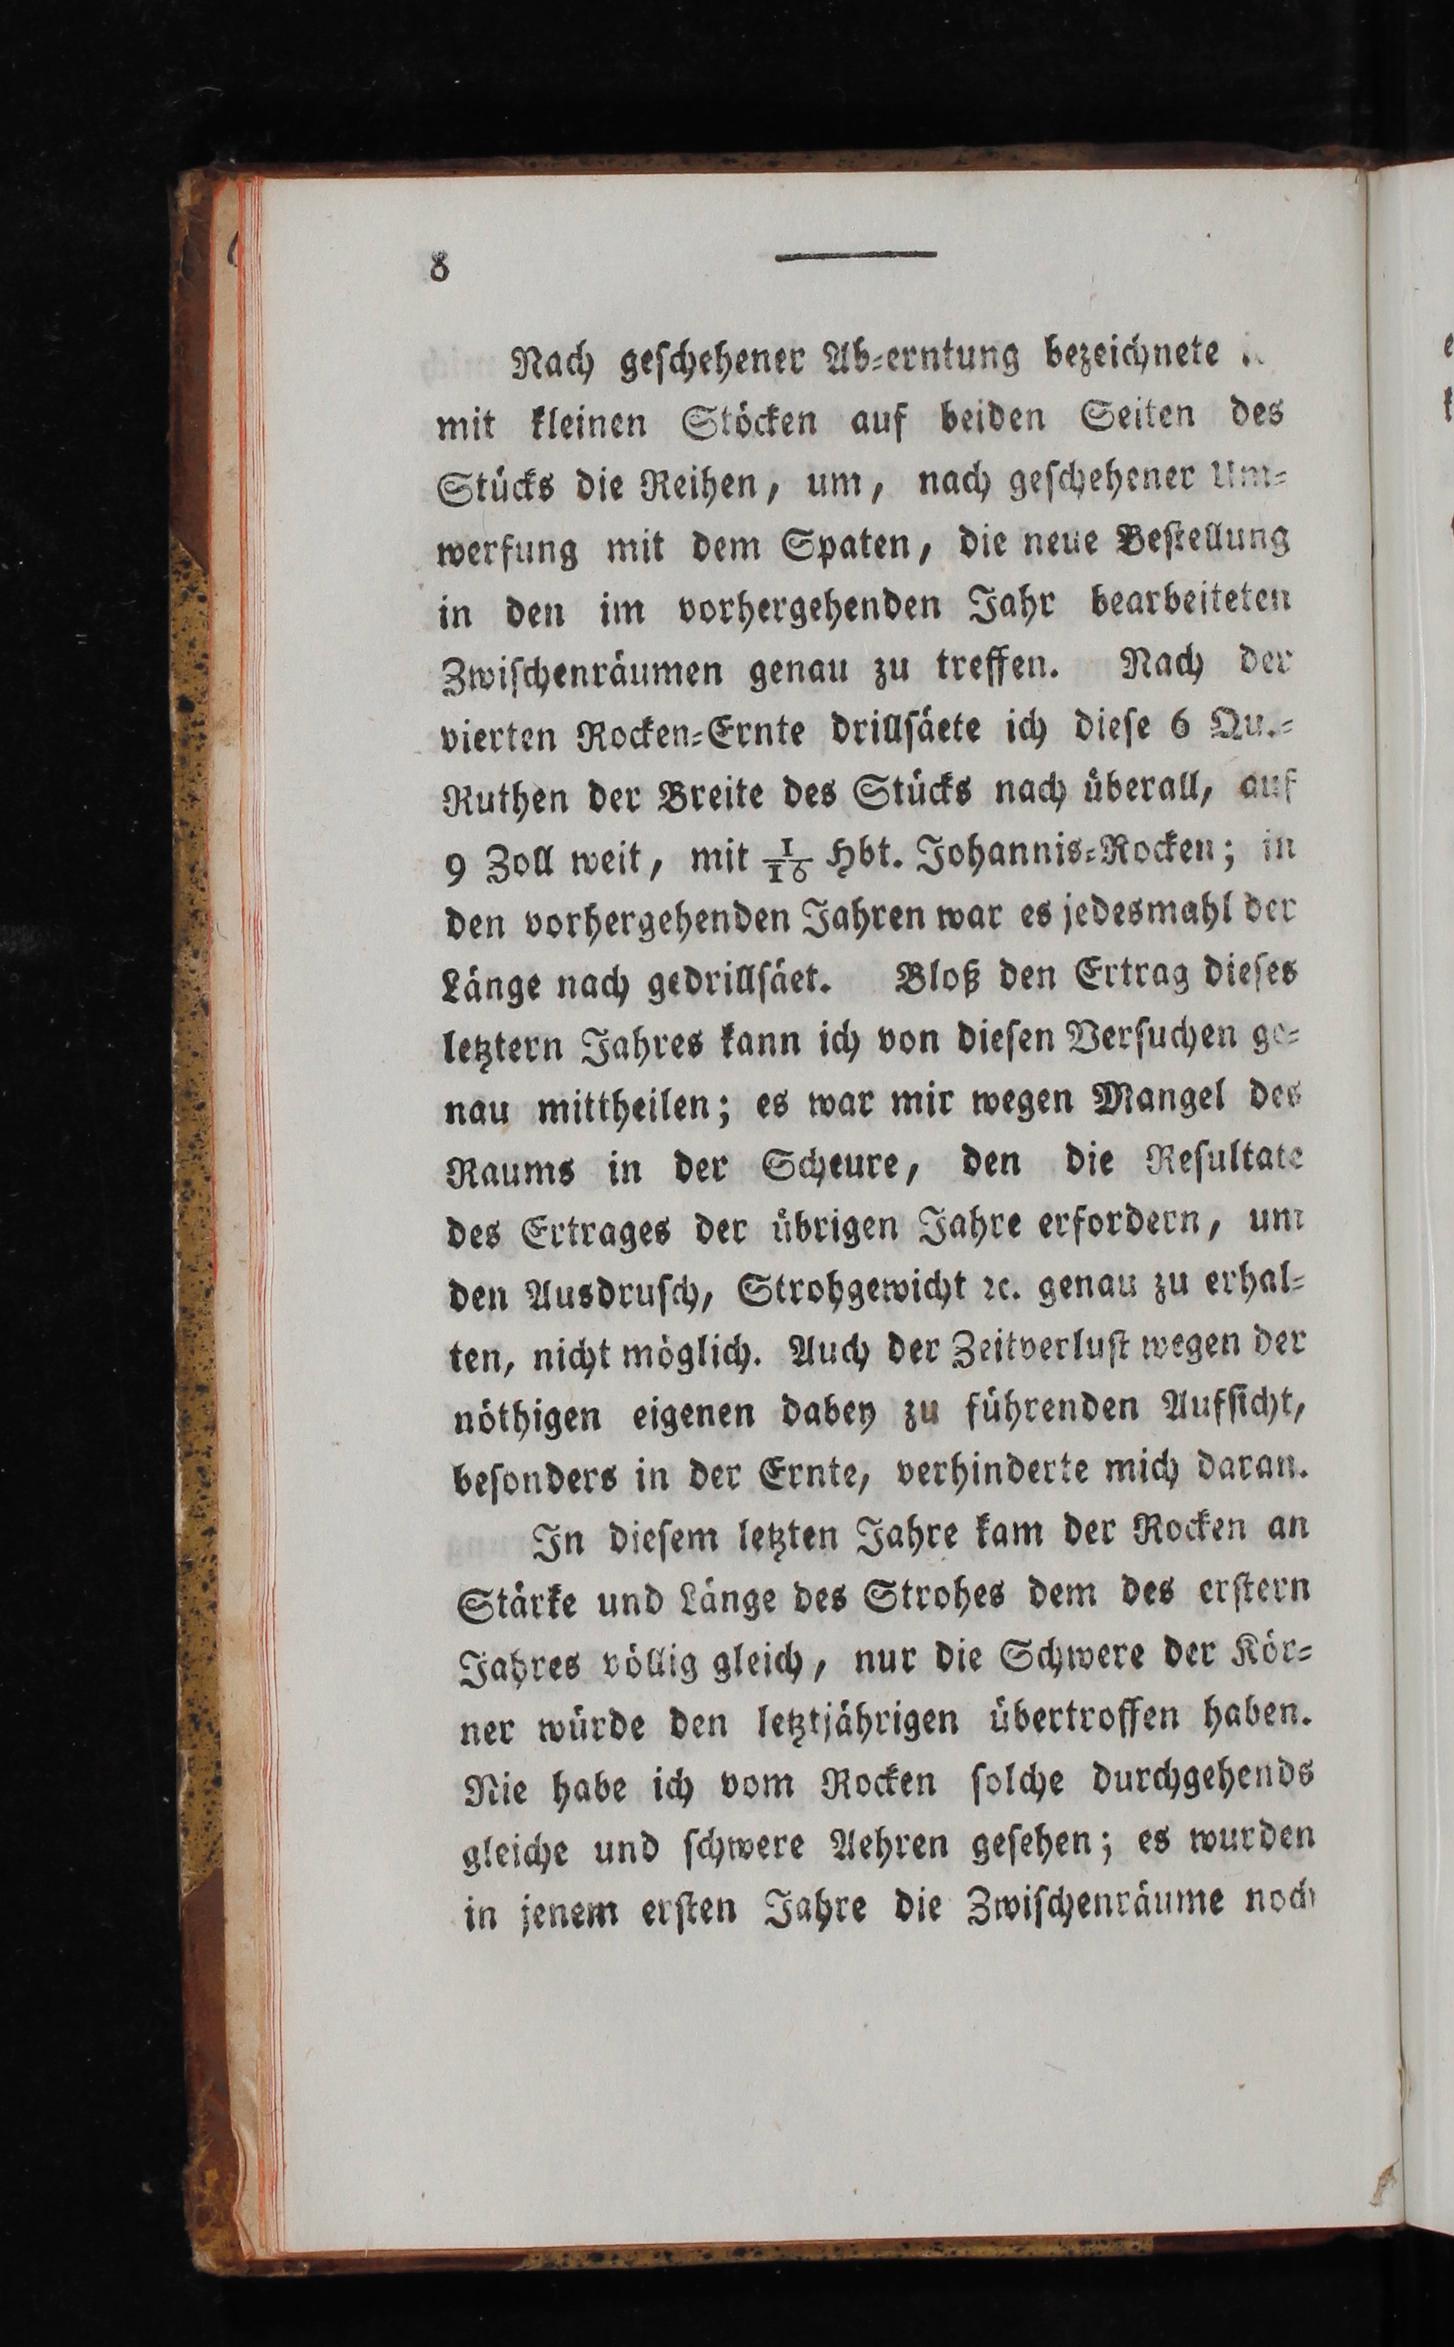 8
Nach geſchehener Ab-erntung bezeichnete
mit kleinen Stöcken auf beiden Seiten des
Stücks die Reihen, um, nach geſchehener Um-
werfung mit dem Spaten, die neue Beſtellung
in den im vorhergehenden Jahr bearbeiteten
Zwiſchenräumen genau zu treffen. Nach der
vierten Rocken-Ernte drillſäete ich dieſe 6 Qu.-
Ruthen der Breite des Stücks nach überall, auf
9 Zoll weit, mit 1/16 Hbt. Johannis-Rocken; in
den vorhergehenden Jahren war es jedesmahl der
Länge nach gedrillſäet. Bloß den Ertrag dieſes
letztern Jahres kann ich von dieſen Verſuchen ge-
nau mittheilen; es war mir wegen Mangel des
Raums in der Scheure, den die Reſultate
des Ertrages der übrigen Jahre erfordern, um
den Ausdruſch, Strohgewicht ꝛc. genau zu erhal-
ten, nicht möglich. Auch der Zeitverluſt wegen der
nöthigen eigenen dabey zu führenden Aufſicht,
beſonders in der Ernte, verhinderte mich daran.
In dieſem letzten Jahre kam der Rocken an
Stärke und Länge des Strohes dem des erſtern
Jahres völlig gleich, nur die Schwere der Kör-
ner würde den letztjährigen übertroffen haben.
Nie habe ich vom Rocken ſolche durchgehends
gleiche und ſchwere Aehren geſehen; es wurden
in jenem erſten Jahre die Zwiſchenräume noch